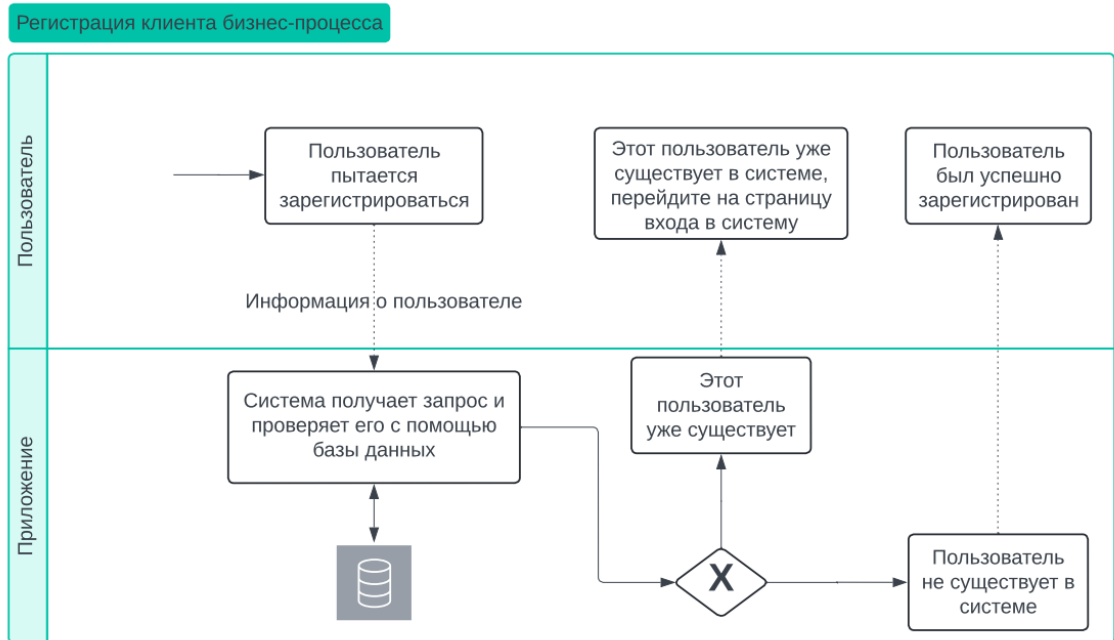 Регистрация клиента бизнес-процесса
Пользователь
Пользователь
пытается
зарегистрироваться
Этот пользователь уже
существует в системе,
перейдите на страницу
входа в систему
Пользователь
был успешно
зарегистрирован
Информация о пользователе
Приложение
Система получает запрос и
проверяет его с помощью
базы данных
Этот
пользователь
уже существует
X
Пользователь
не существует в
системе